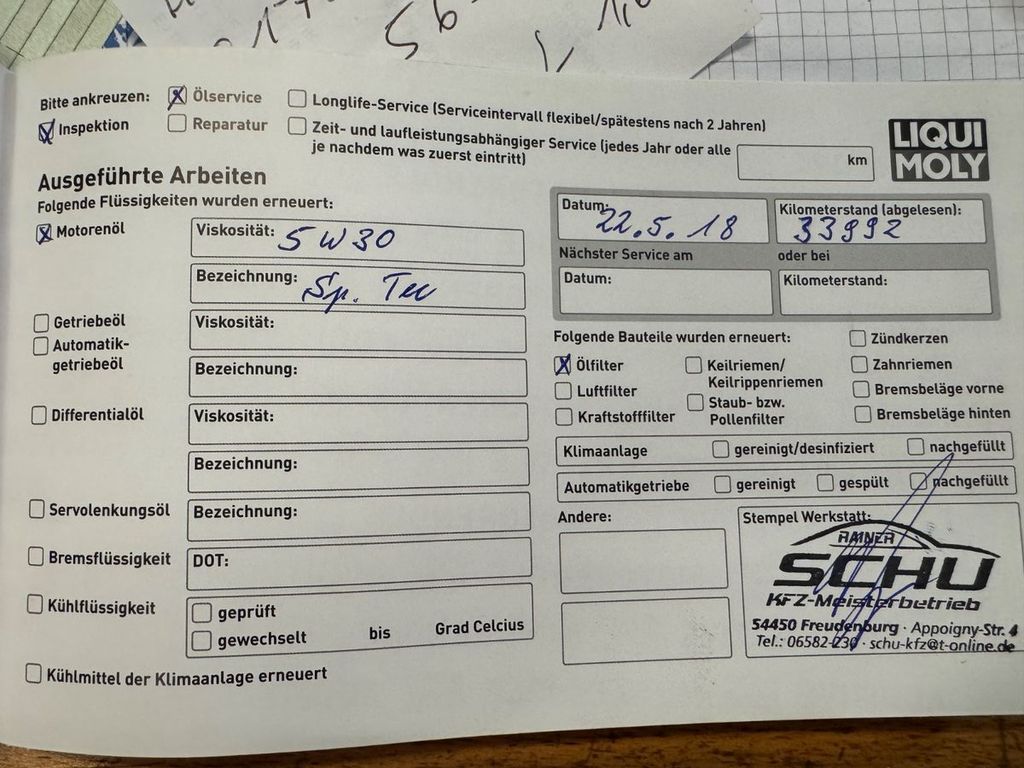 Bitte ankreuzen: Ölservice Longlife-Service (Serviceintervall flexibel/spätestens nach 2 Jahren)
Inspektion Reparatur Zeit- und laufleistungsabhängiger Service (jedes Jahr oder alle km
je nachdem was zuerst eintritt)
LIQUI
MOLY
Ausgeführte Arbeiten
Folgende Flüssigkeiten wurden erneuert:
Motorenöl
Viskosität: 5W30
Bezeichnung: Sp. Tec
Getriebeöl
Automatik-
getriebeöl
Viskosität:
Bezeichnung:
Differentialöl
Viskosität:
Bezeichnung:
Servolenkungsöl
Bezeichnung:
Bremsflüssigkeit
DOT:
Kühlflüssigkeit
geprüft
gewechselt bis Grad Celcius
Kühlmittel der Klimaanlage erneuert
Datum: 22.5.18
Kilometerstand (abgelesen): 33992
Nächster Service am oder bei
Datum: Kilometerstand:
Folgende Bauteile wurden erneuert:
Ölfilter
Luftfilter
Kraftstofffilter
Keilriemen/
Keilrippenriemen
Staub- bzw.
Pollenfilter
Zündkerzen
Zahnriemen
Bremsbeläge vorne
Bremsbeläge hinten
Klimaanlage gereinigt/desinfiziert nachgefüllt
Automatikgetriebe gereinigt gespült nachgefüllt
Andere:
Stempel Werkstatt:
RAINER
SCHU
KFZ-Meisterbetrieb
54450 Freudenburg · Appoigny-Str. 4
Tel.: 06582-230 · schu-kfz@t-online.de